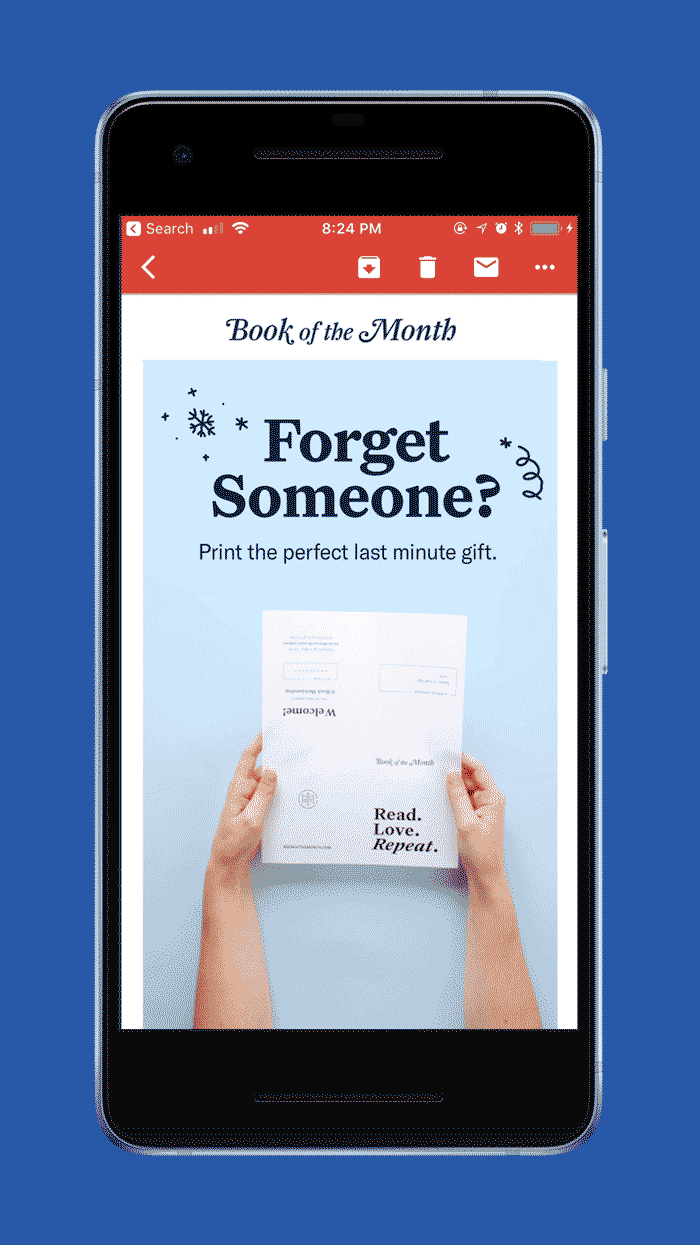 Search
8:24 PM
Book of the Month
Forget
Someone?
Print the perfect last minute gift.
Welcome!
Book of the Month
Read.
Love.
Repeat.